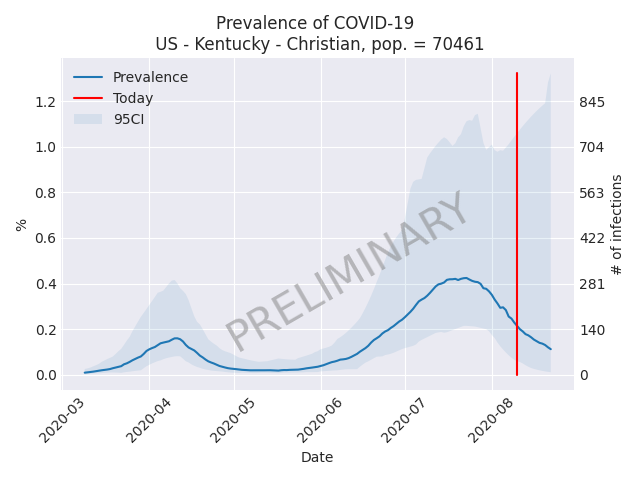 Prevalence of COVID-19
US - Kentucky - Christian, pop. = 70461
Prevalence
Today
95CI
1.2
1.0
0.8
0.6
0.4
0.2
0.0
%
845
704
563
422
281
140
0
# of infections
PRELIMINARY
2020-03
2020-04
2020-05
2020-06
2020-07
2020-08
Date